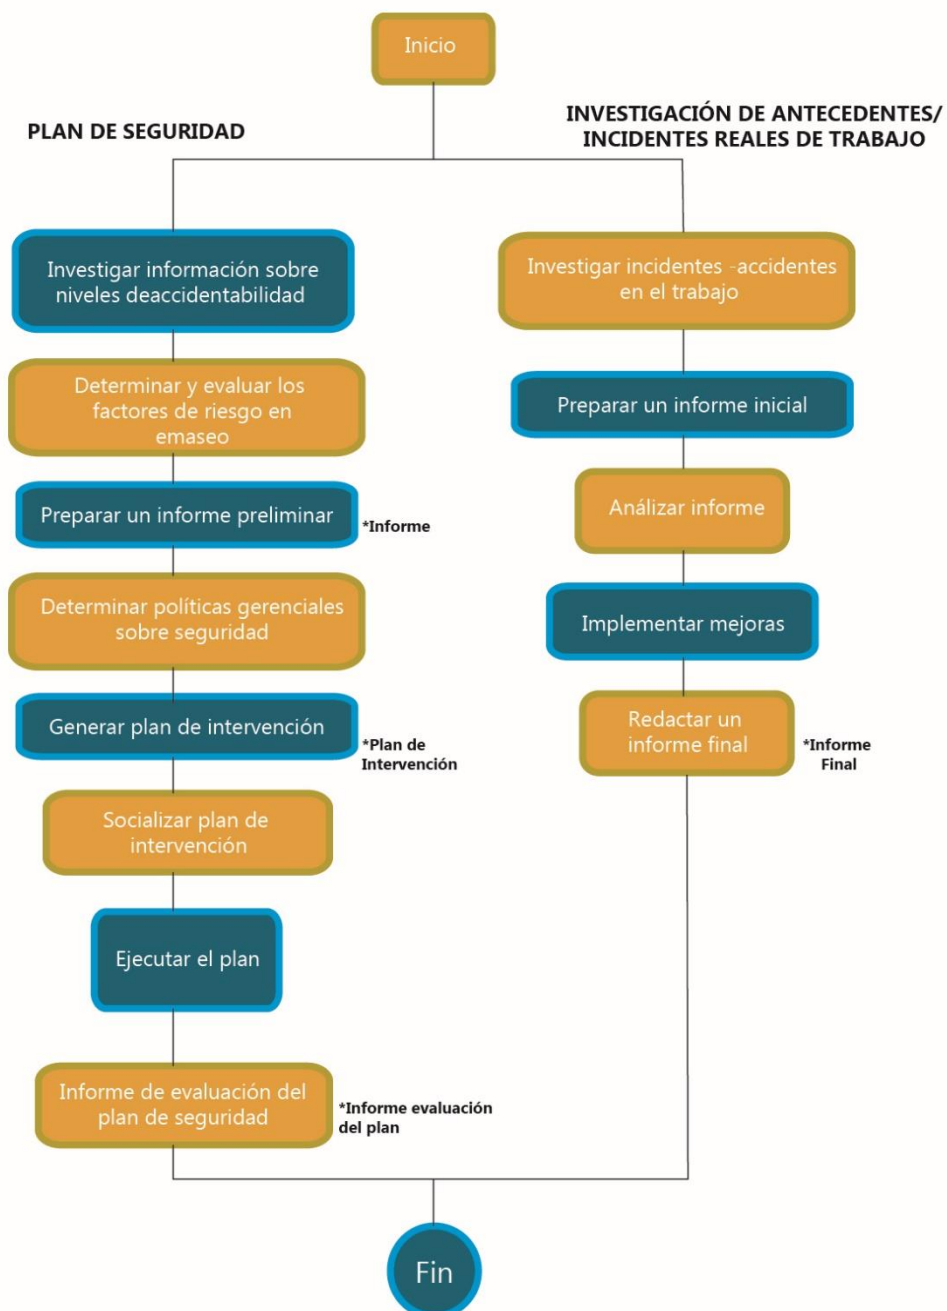 Inicio
PLAN DE SEGURIDAD
INVESTIGACIÓN DE ANTECEDENTES/
INCIDENTES REALES DE TRABAJO
Investigar información sobre
niveles deaccidentabilidad
Determinar y evaluar los
factores de riesgo en
emaseo
Preparar un informe preliminar
*Informe
Determinar políticas gerenciales
sobre seguridad
Generar plan de intervención
*Plan de
Intervención
Socializar plan de
intervención
Ejecutar el plan
Informe de evaluación del
plan de seguridad
*Informe evaluación
del plan
Investigar incidentes -accidentes
en el trabajo
Preparar un informe inicial
Análizar informe
Implementar mejoras
Redactar un
informe final
*Informe
Final
Fin